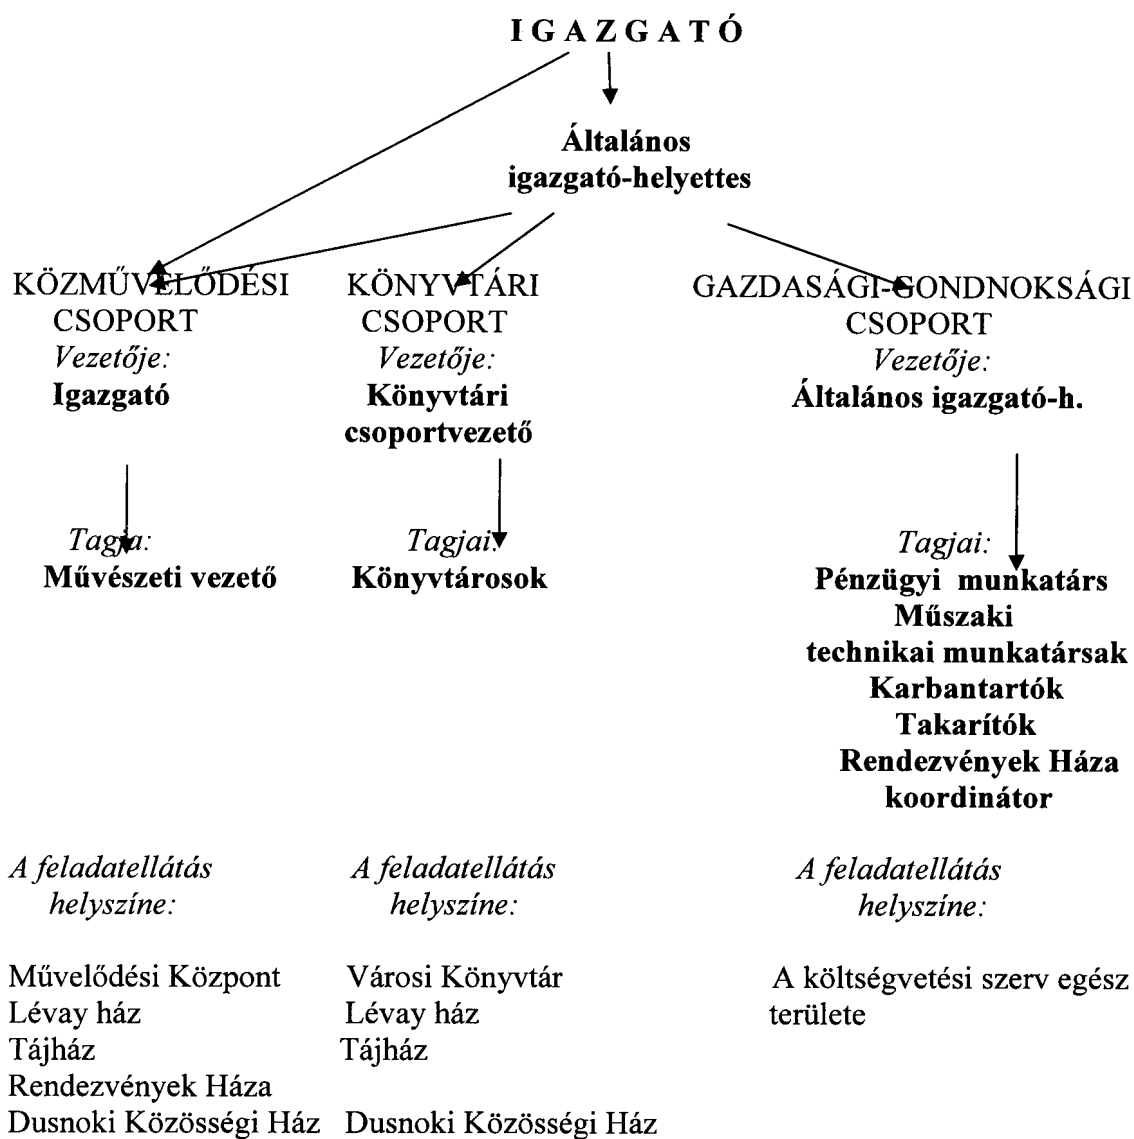 I G A Z G A T Ó
Általános
igazgató-helyettes
KÖZMŰVELŐDÉSI
CSOPORT
Vezetője:
Igazgató
Tagja:
Művészeti vezető
KÖNYVTÁRI
CSOPORT
Vezetője:
Könyvtári
csoportvezető
Tagjai:
Könyvtárosok
GAZDASÁGI-GONDNOKSÁGI
CSOPORT
Vezetője:
Általános igazgató-h.
Tagjai:
Pénzügyi munkatárs
Műszaki
technikai munkatársak
Karbantartók
Takarítók
Rendezvények Háza
koordinátor
A feladatellátás
helyszíne:
Művelődési Központ
Lévay ház
Tájház
Rendezvények Háza
Dusnoki Közösségi Ház
A feladatellátás
helyszíne:
Városi Könyvtár
Lévay ház
Tájház
Dusnoki Közösségi Ház
A feladatellátás
helyszíne:
A költségvetési szerv egész
területe